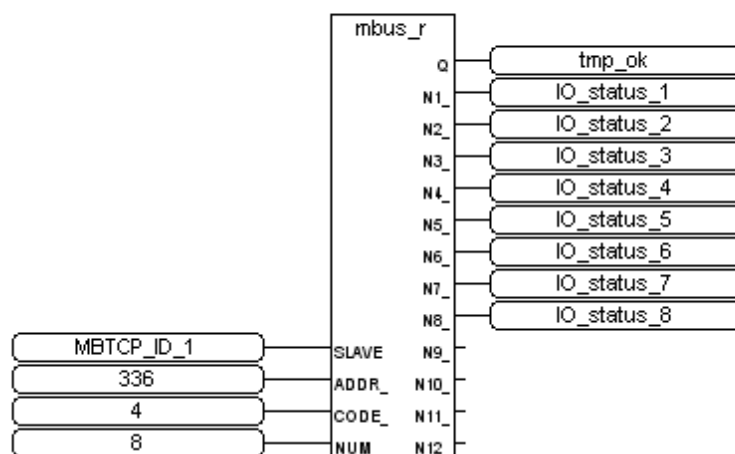 mbus_r
Q tmp_ok
N1_ IO_status_1
N2_ IO_status_2
N3_ IO_status_3
N4_ IO_status_4
N5_ IO_status_5
N6_ IO_status_6
N7_ IO_status_7
N8_ IO_status_8
MBTCP_ID_1 SLAVE N9_
336 ADDR_ N10_
4 CODE_ N11_
8 NUM N12